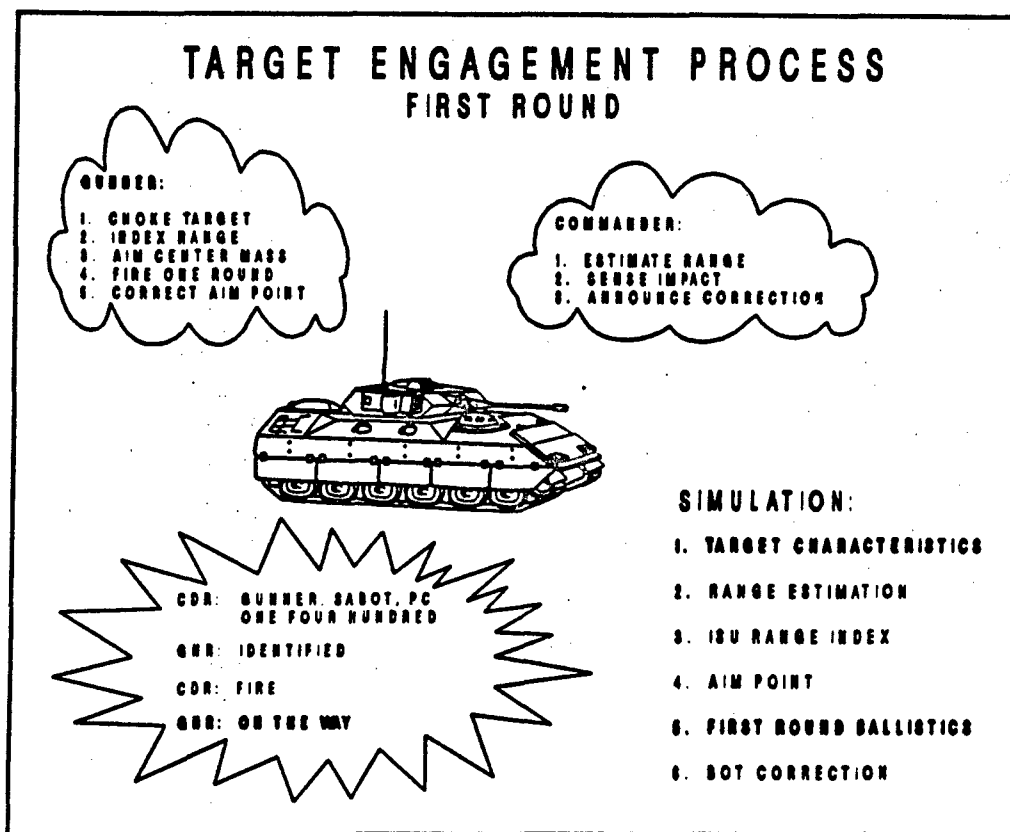 TARGET ENGAGEMENT PROCESS
FIRST ROUND
GUNNER:
1. CHOKE TARGET
2. INDEX RANGE
3. AIM CENTER MASS
4. FIRE ONE ROUND
5. CORRECT AIM POINT
COMMANDER:
1. ESTIMATE RANGE
2. SENSE IMPACT
3. ANNOUNCE CORRECTION
CDR: GUNNER, SABOT, PC
ONE FOUR HUNDRED
GNR: IDENTIFIED
CDR: FIRE
GNR: ON THE WAY
SIMULATION:
1. TARGET CHARACTERISTICS
2. RANGE ESTIMATION
3. ISU RANGE INDEX
4. AIM POINT
5. FIRST ROUND BALLISTICS
6. BOT CORRECTION